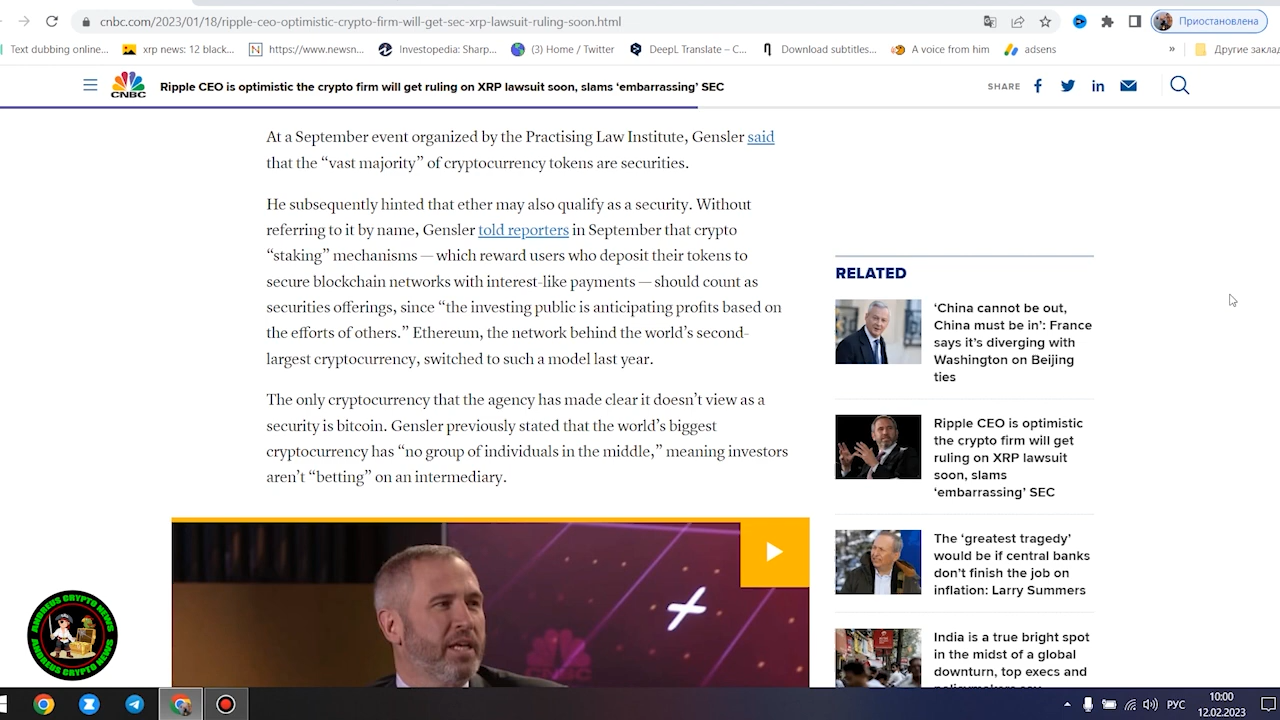 cnbc.com/2023/01/18/ripple-ceo-optimistic-crypto-firm-will-get-sec-xrp-lawsuit-ruling-soon.html
Приостановлена
Text dubbing online...
xrp news: 12 black...
https://www.newsn...
Investopedia: Sharp...
(3) Home / Twitter
DeepL Translate – C...
Download subtitles...
A voice from him
adsens
»
Другие закла
CNBC
Ripple CEO is optimistic the crypto firm will get ruling on XRP lawsuit soon, slams ‘embarrassing’ SEC
SHARE
At a September event organized by the Practising Law Institute, Gensler said
that the “vast majority” of cryptocurrency tokens are securities.
He subsequently hinted that ether may also qualify as a security. Without
referring to it by name, Gensler told reporters in September that crypto
“staking” mechanisms — which reward users who deposit their tokens to
secure blockchain networks with interest-like payments — should count as
securities offerings, since “the investing public is anticipating profits based on
the efforts of others.” Ethereum, the network behind the world’s second-
largest cryptocurrency, switched to such a model last year.
The only cryptocurrency that the agency has made clear it doesn’t view as a
security is bitcoin. Gensler previously stated that the world’s biggest
cryptocurrency has “no group of individuals in the middle,” meaning investors
aren’t “betting” on an intermediary.
RELATED
‘China cannot be out,
China must be in’: France
says it’s diverging with
Washington on Beijing
ties
Ripple CEO is optimistic
the crypto firm will get
ruling on XRP lawsuit
soon, slams
‘embarrassing’ SEC
The ‘greatest tragedy’
would be if central banks
don’t finish the job on
inflation: Larry Summers
India is a true bright spot
in the midst of a global
downturn, top execs and
ANDREUS CRYPTO NEWS
ANDREUS CRYPTO NEWS
РУС
10:00
12.02.2023